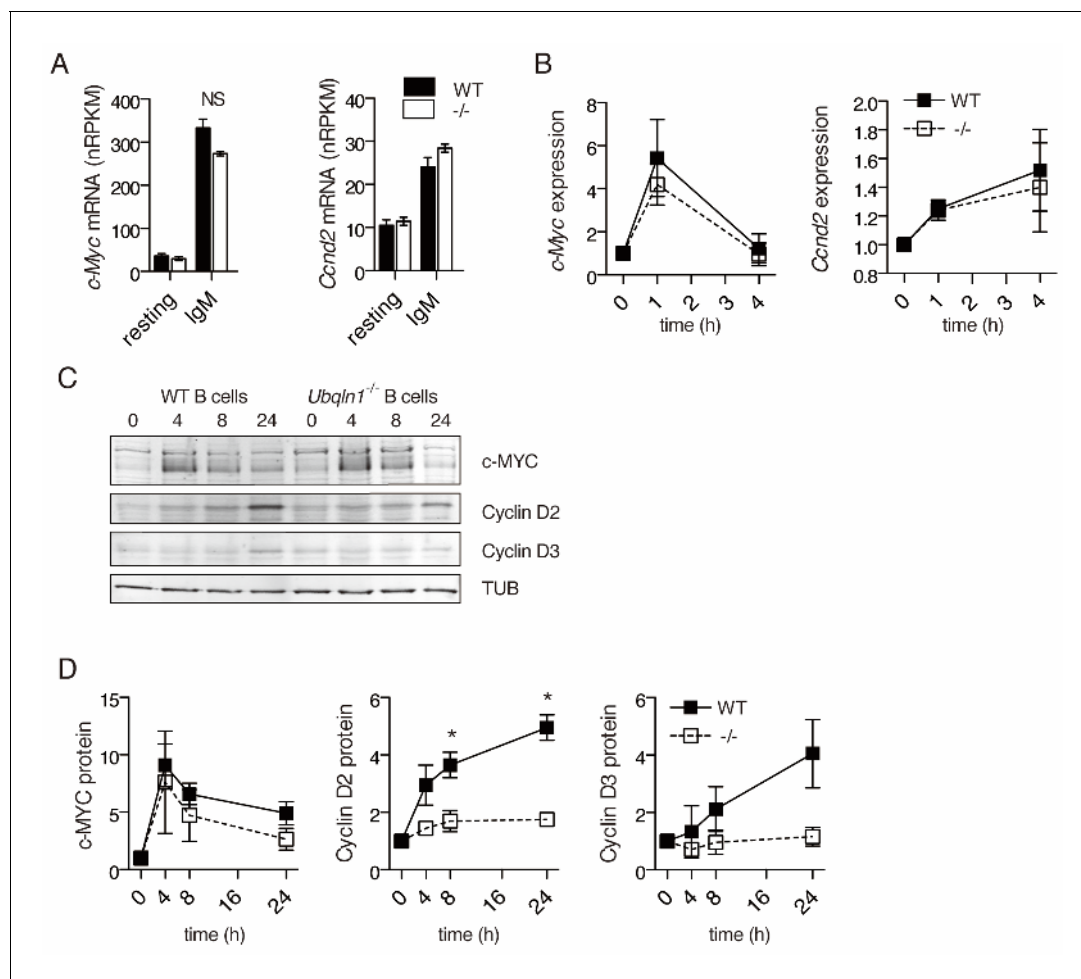 A
c-Myc mRNA (nRPKM)
400
300
200
100
0
NS
resting
IgM
Ccnd2 mRNA (nRPKM)
40
30
20
10
0
WT
-/-
resting
IgM
B
c-Myc expression
8
6
4
2
0
0 1 2 3 4
time (h)
Ccnd2 expression
2.0
1.8
1.6
1.4
1.2
1.0
0.8
WT
-/-
0 1 2 3 4
time (h)
C
WT B cells Ubqln1-/- B cells
0 4 8 24 0 4 8 24
c-MYC
Cyclin D2
Cyclin D3
TUB
D
c-MYC protein
15
10
5
0
0 4 8 16 24
time (h)
Cyclin D2 protein
6
4
2
0
* *
0 4 8 16 24
time (h)
Cyclin D3 protein
6
4
2
0
WT
-/-
0 4 8 16 24
time (h)